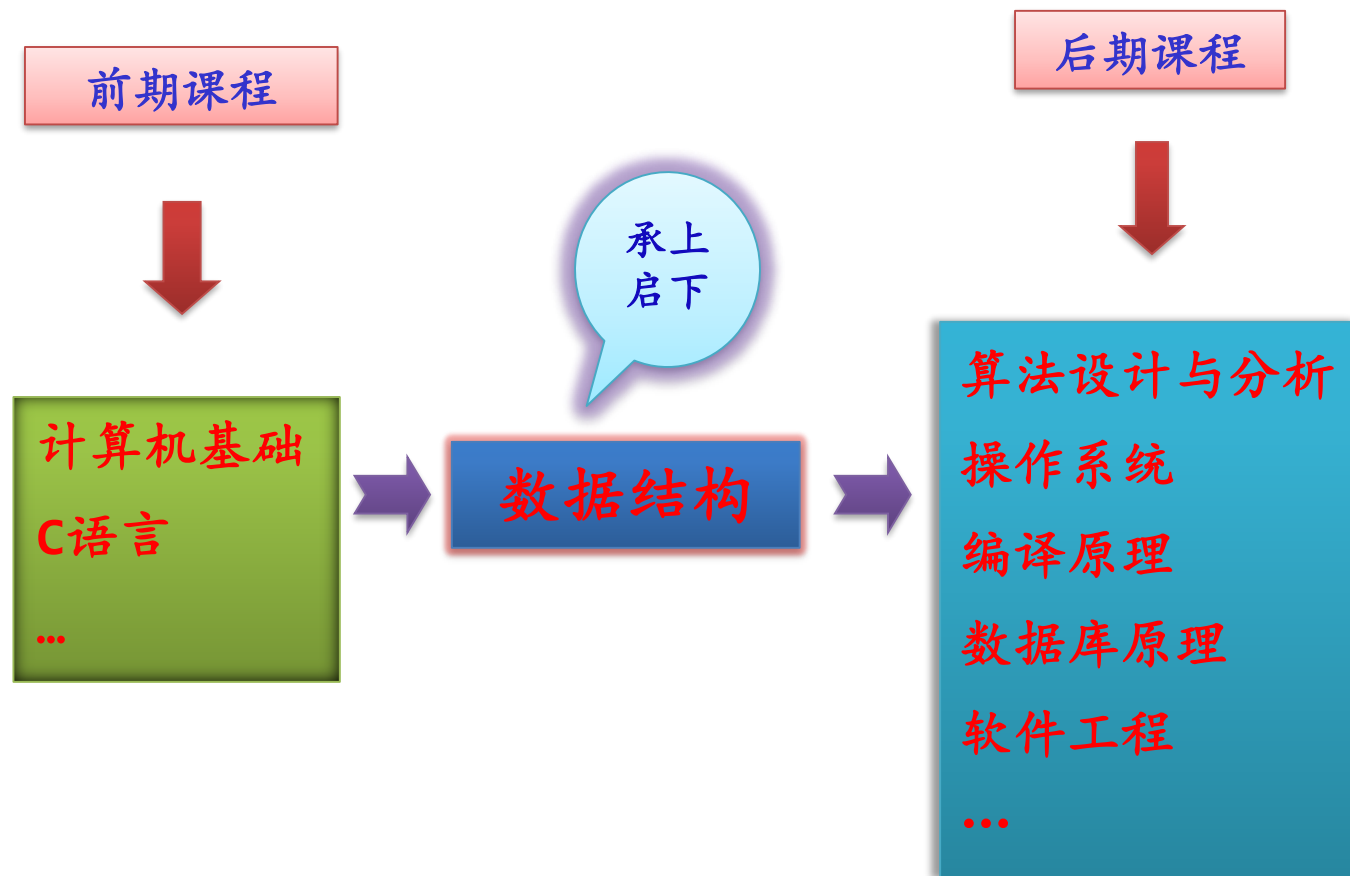 前期课程
后期课程
承上
启下
计算机基础
C语言
...
数据结构
算法设计与分析
操作系统
编译原理
数据库原理
软件工程
...